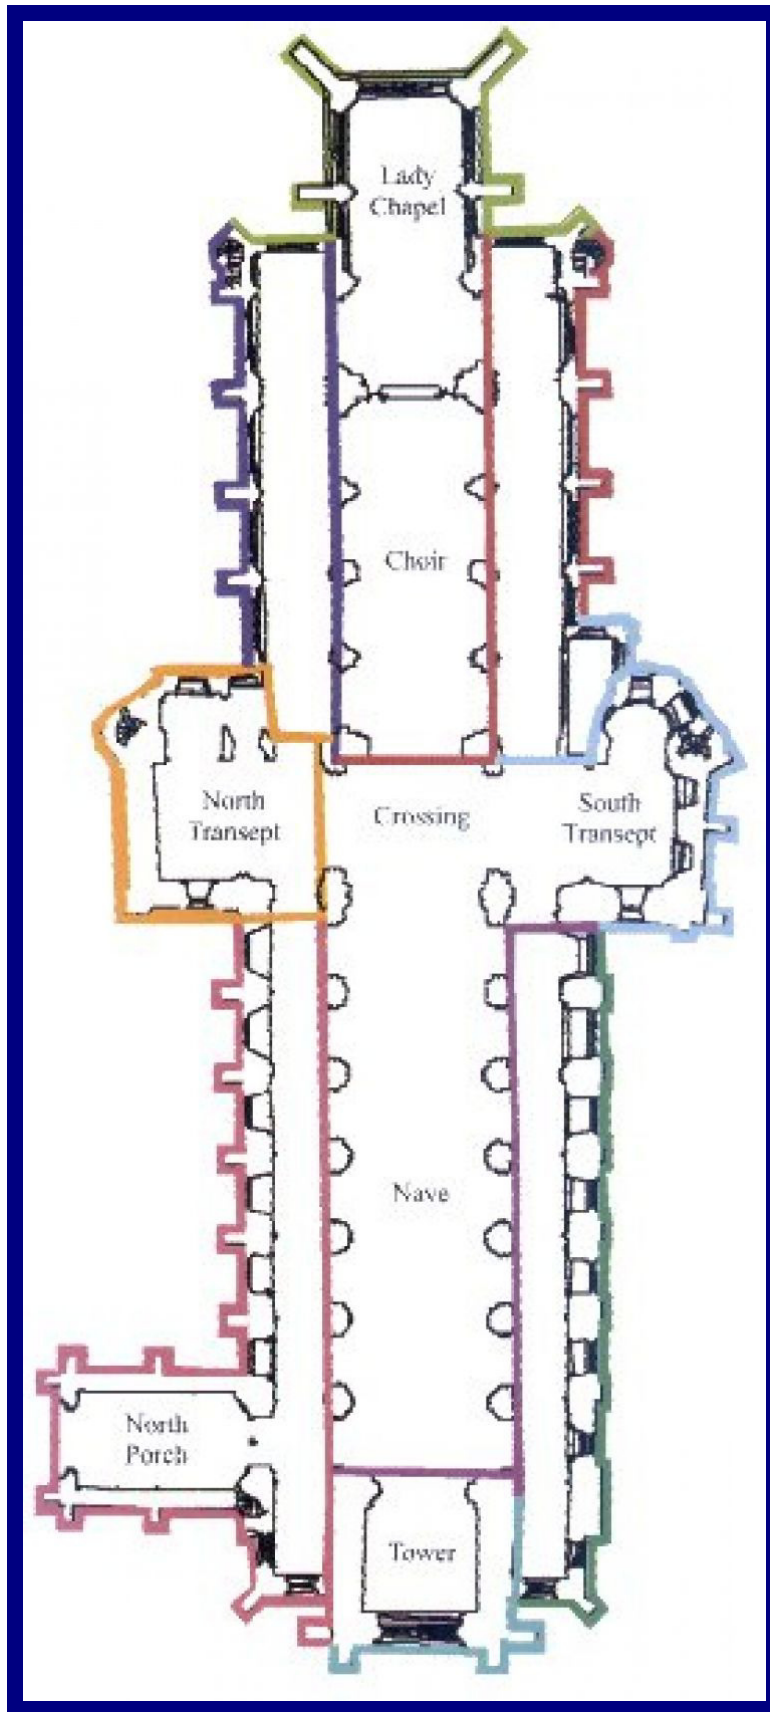 Lady
Chapel
Choir
North
Transept
Crossing
South
Transept
Nave
North
Porch
Tower